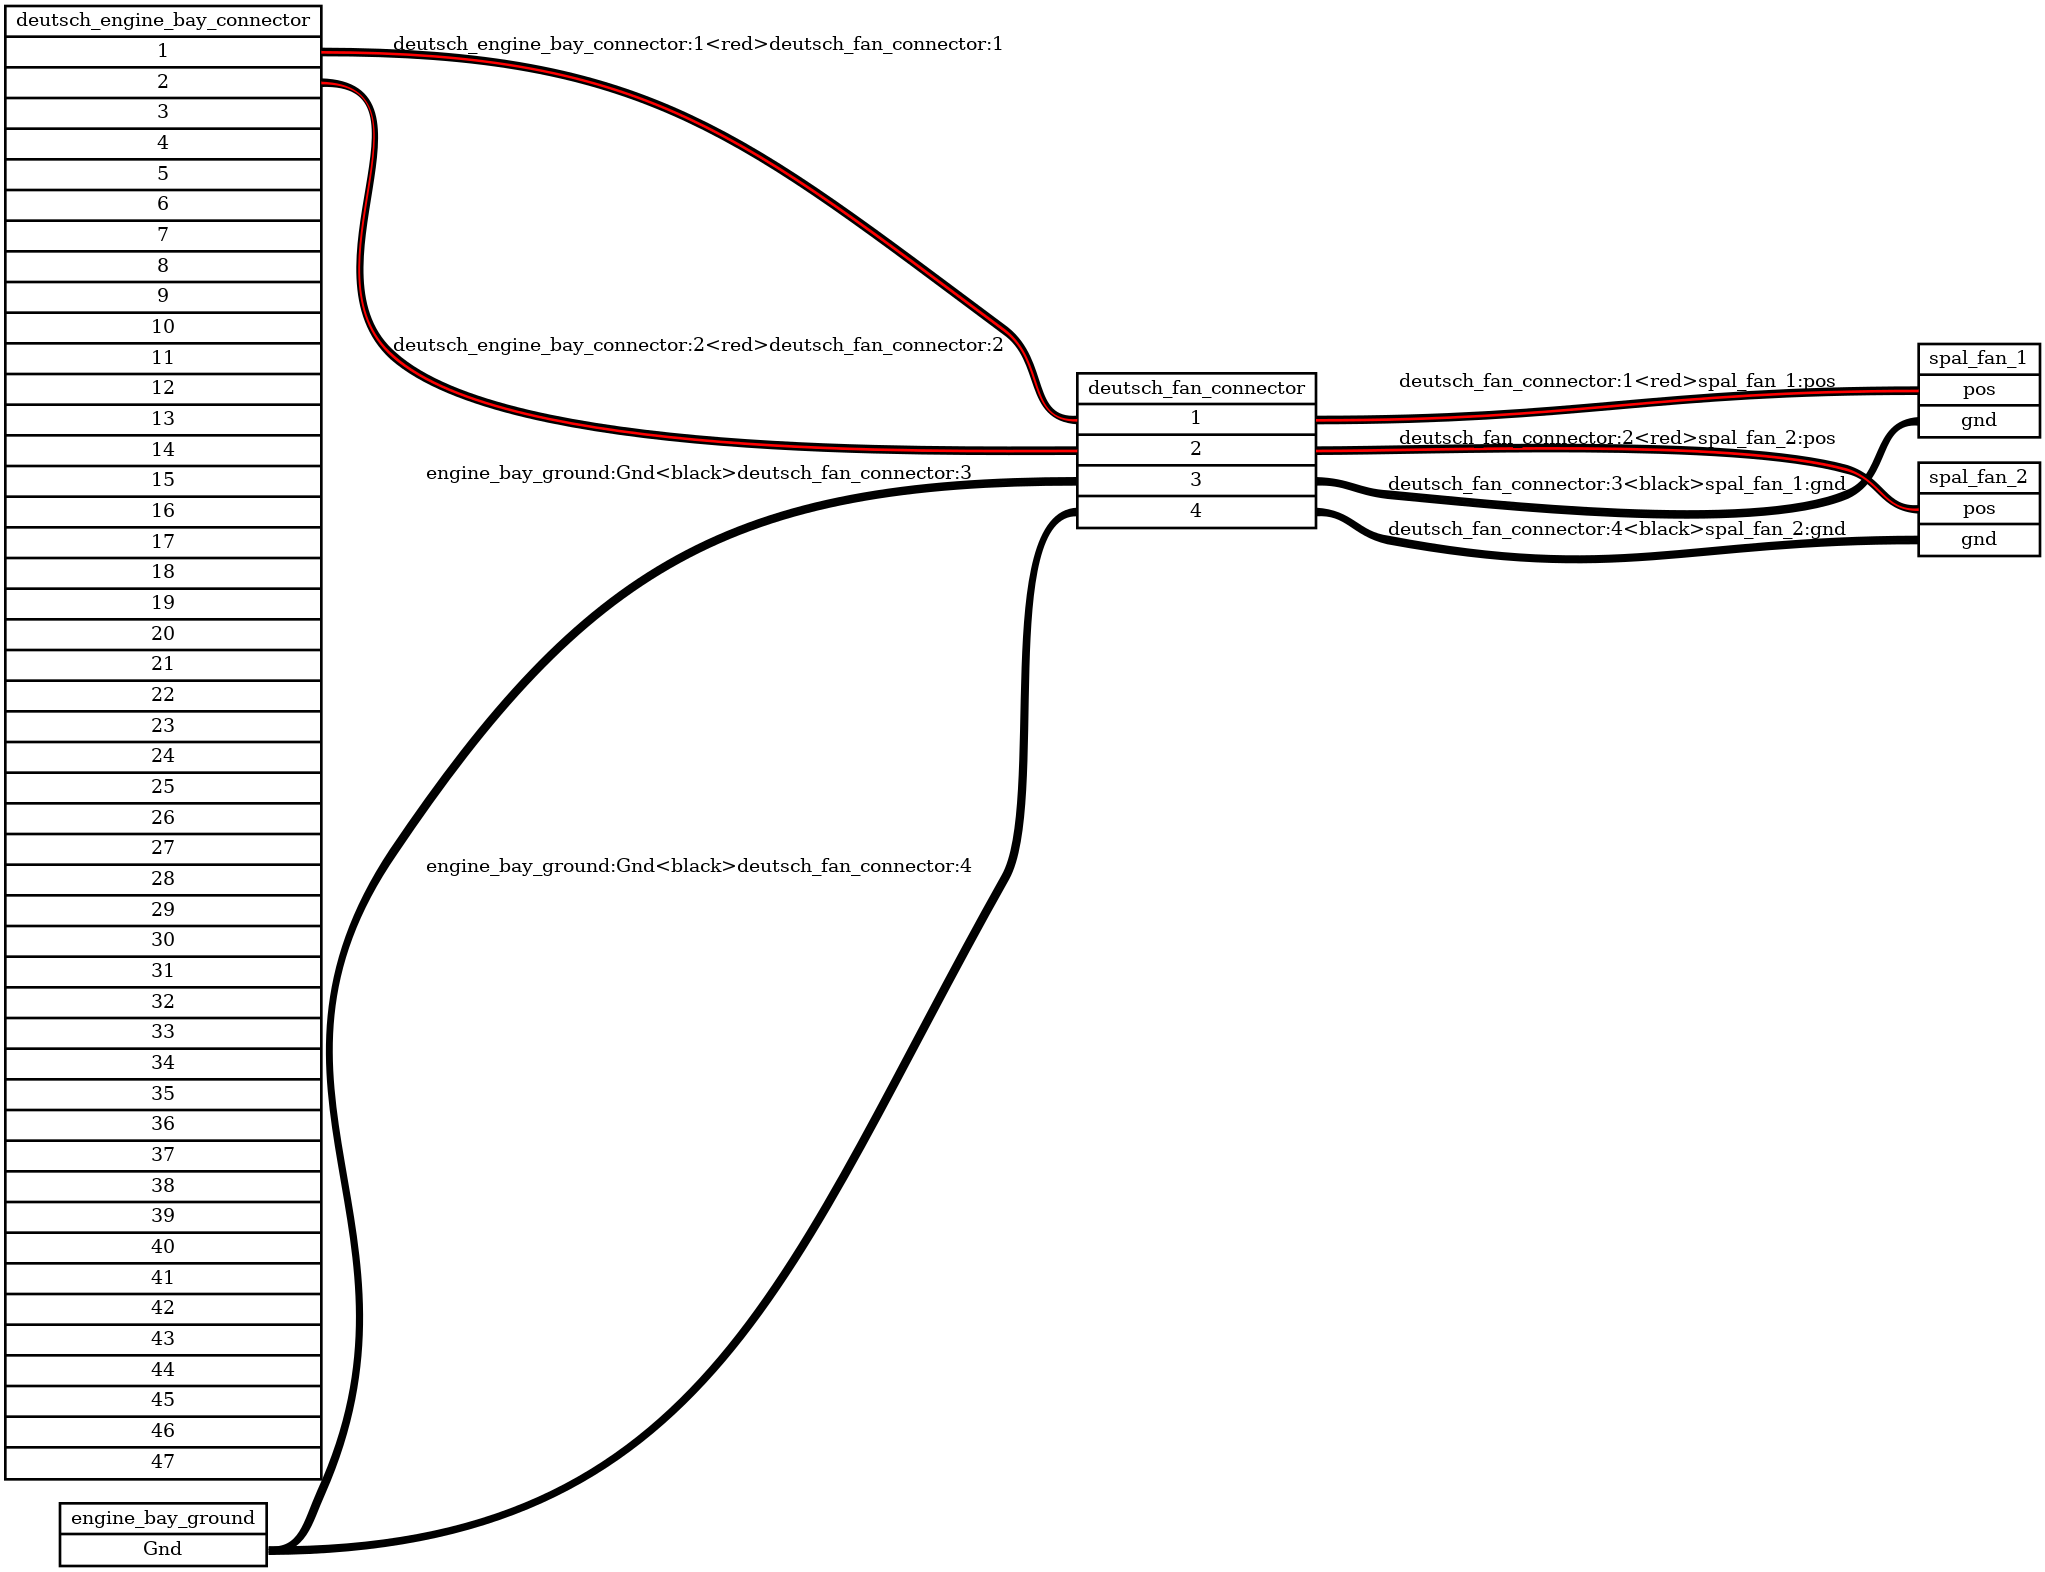 deutsch_engine_bay_connector
1
2
3
4
5
6
7
8
9
10
11
12
13
14
15
16
17
18
19
20
21
22
23
24
25
26
27
28
29
30
31
32
33
34
35
36
37
38
39
40
41
42
43
44
45
46
47
engine_bay_ground
Gnd
deutsch_engine_bay_connector:1<red>deutsch_fan_connector:1
deutsch_engine_bay_connector:2<red>deutsch_fan_connector:2
engine_bay_ground:Gnd<black>deutsch_fan_connector:3
engine_bay_ground:Gnd<black>deutsch_fan_connector:4
deutsch_fan_connector
1
2
3
4
deutsch_fan_connector:1<red>spal_fan_1:pos
deutsch_fan_connector:2<red>spal_fan_2:pos
deutsch_fan_connector:3<black>spal_fan_1:gnd
deutsch_fan_connector:4<black>spal_fan_2:gnd
spal_fan_1
pos
gnd
spal_fan_2
pos
gnd